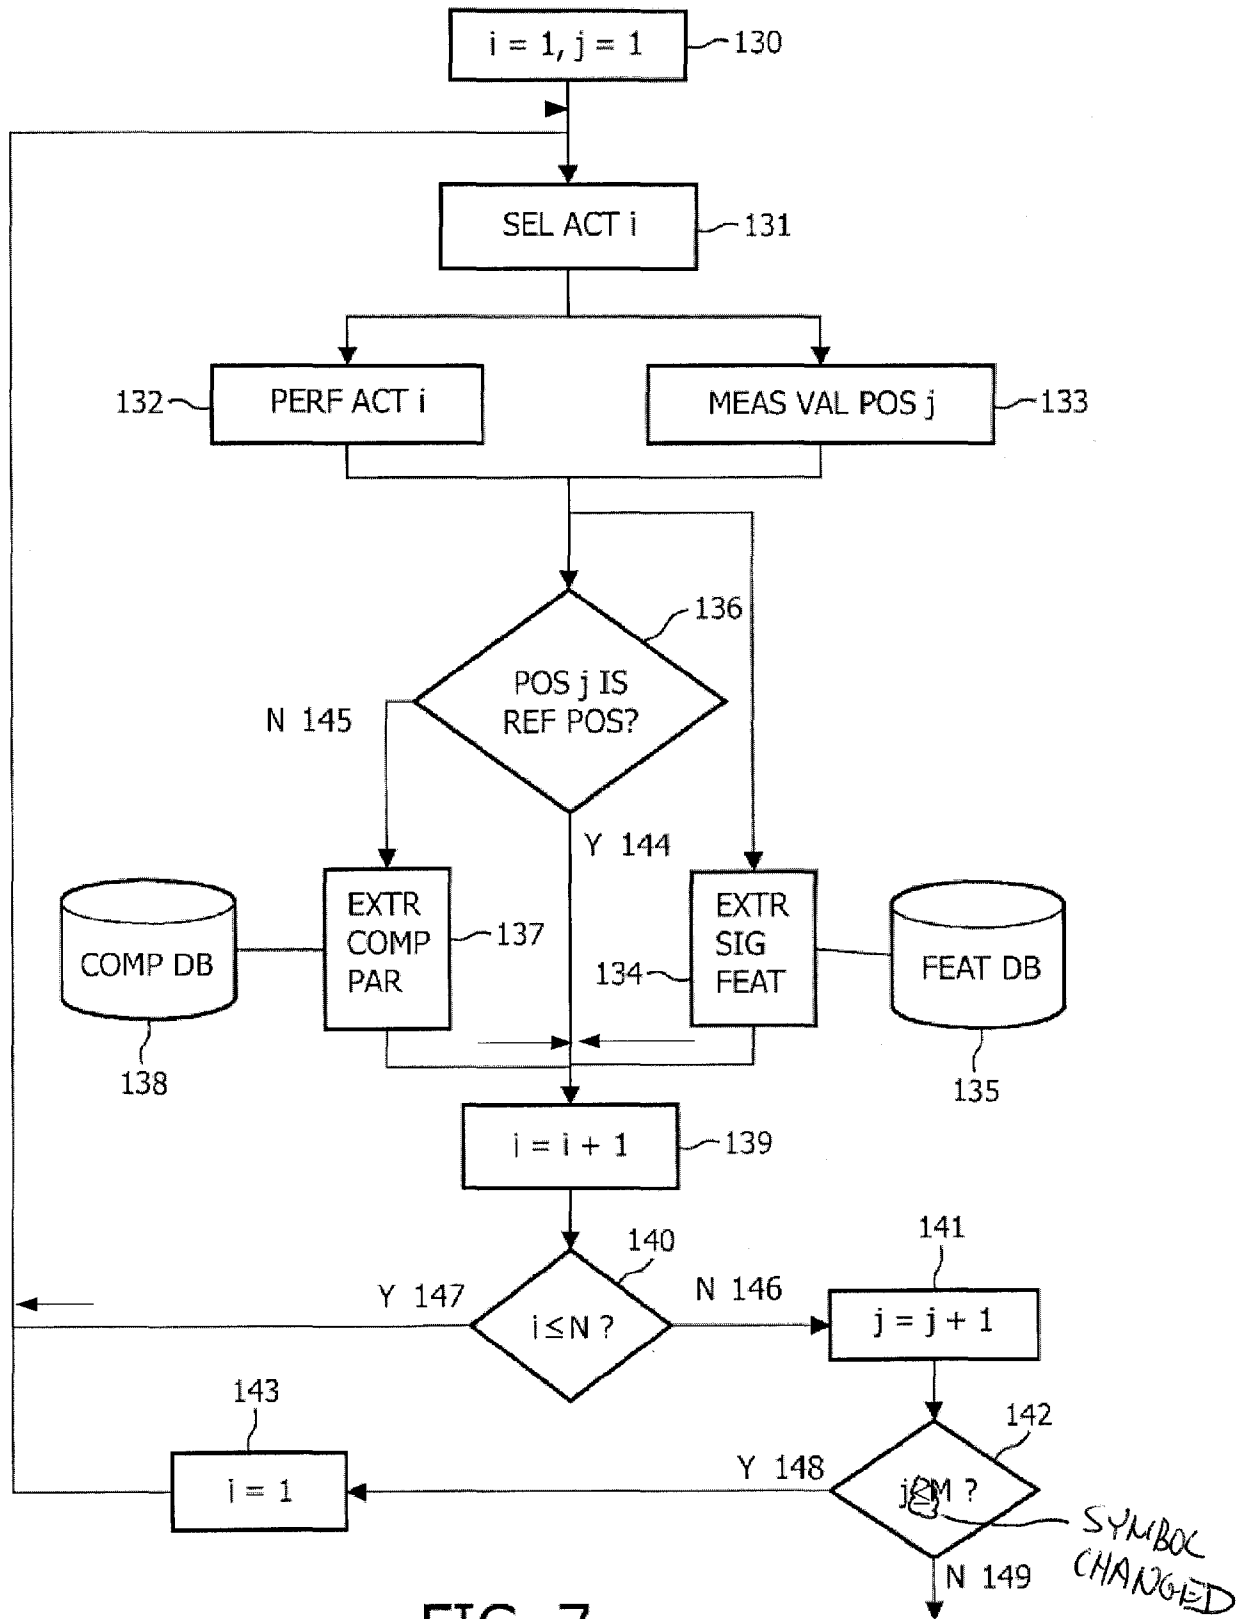 i = 1, j = 1
130
SEL ACT i
131
132
PERF ACT i
MEAS VAL POS j
133
136
POS j IS
REF POS?
N 145
Y 144
EXTR
COMP
PAR
137
COMP DB
138
EXTR
SIG
FEAT
134
FEAT DB
135
i = i + 1
139
140
i ≤ N ?
Y 147
N 146
141
j = j + 1
143
i = 1
142
Y 148
j M ?
SYMBOL
CHANGED
N 149
FIG. 7